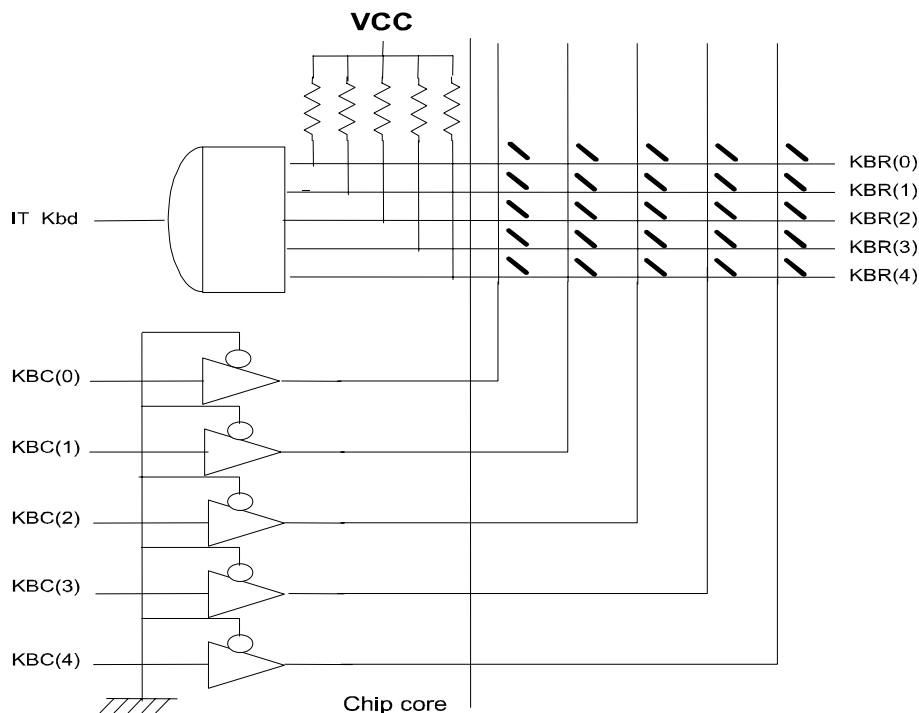 VCC
KBR(0)
KBR(1)
IT Kbd
KBR(2)
KBR(3)
KBR(4)
KBC(0)
KBC(1)
KBC(2)
KBC(3)
KBC(4)
Chip core